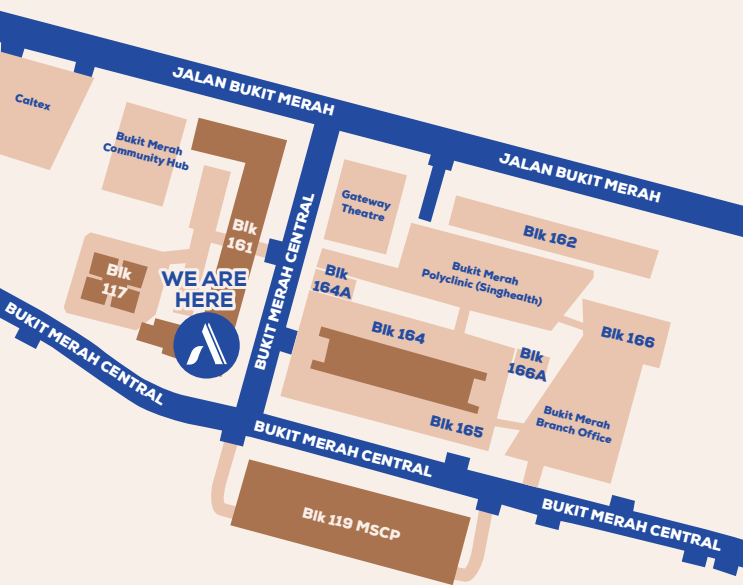 JALAN BUKIT MERAH
Caltex
Bukit Merah
Community Hub
JALAN BUKIT MERAH
Gateway
Theatre
BUKIT MERAH CENTRAL
Blk
161
Blk 162
Blk
117
WE ARE
HERE
Blk
164A
Bukit Merah
Polyclinic (Singhealth)
Blk 164
Blk 166
Blk
166A
BUKIT MERAH CENTRAL
Bukit Merah
Branch Office
Blk 165
BUKIT MERAH CENTRAL
BUKIT MERAH CENTRAL
Blk 119 MSCP